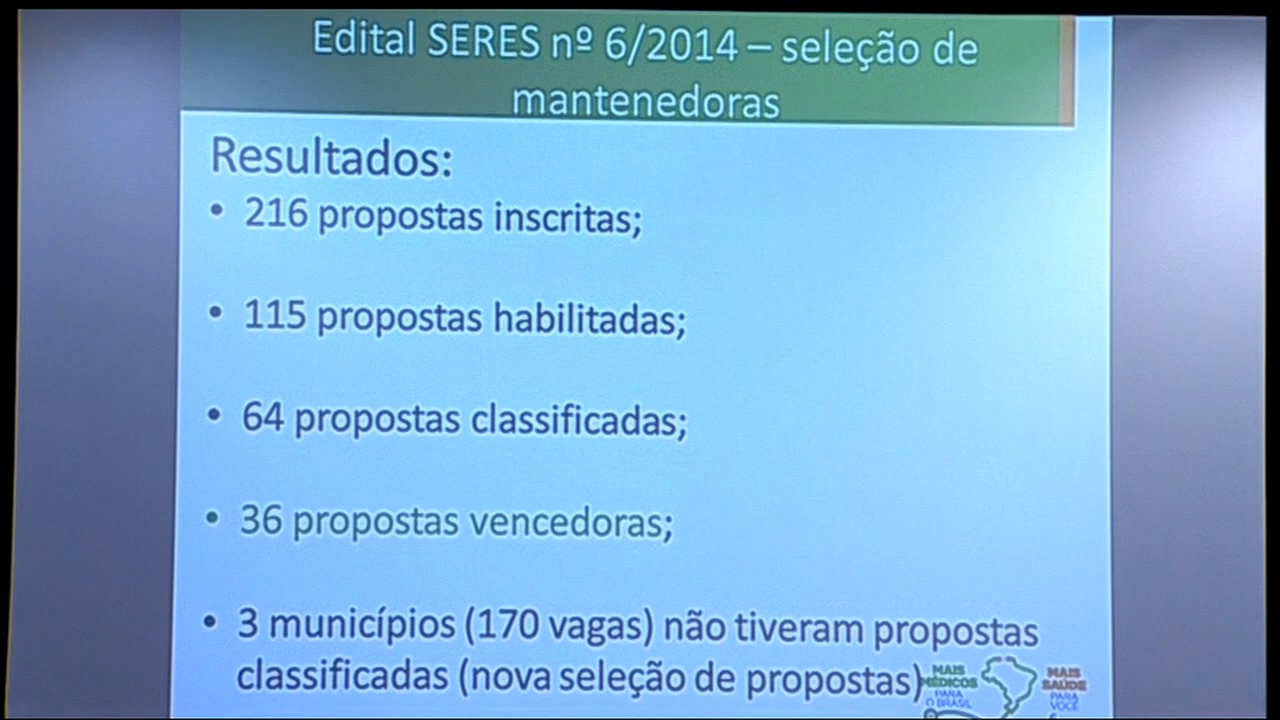 Edital SERES nº 6/2014 – seleção de
mantenedoras
Resultados:
• 216 propostas inscritas;
• 115 propostas habilitadas;
• 64 propostas classificadas;
• 36 propostas vencedoras;
• 3 municípios (170 vagas) não tiveram propostas
classificadas (nova seleção de propostas)
MAIS
MÉDICOS
PARA
O BRASIL
MAIS
SAÚDE
PARA
VOCÊ